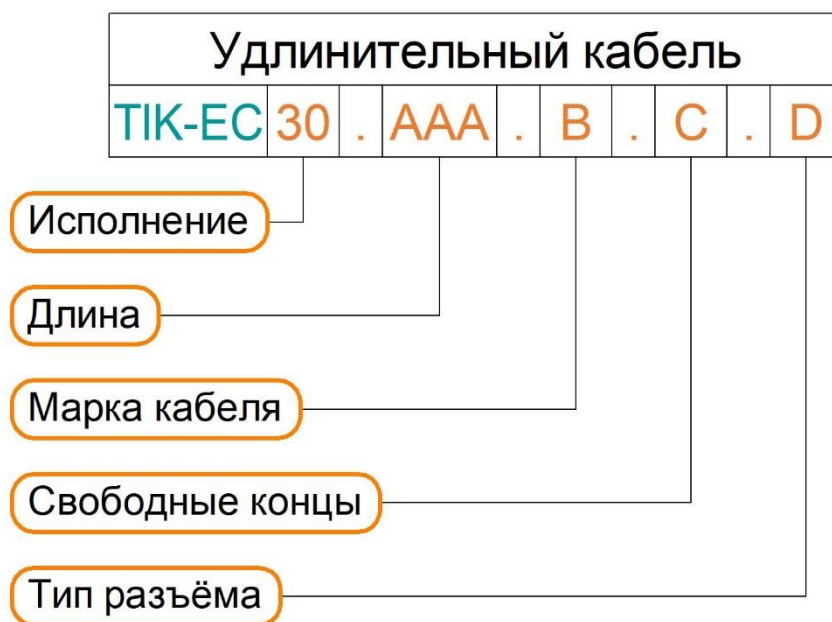 Удлинительный кабель
TIK-EC 30 . AAA . B . C . D
Исполнение
Длина
Марка кабеля
Свободные концы
Тип разъёма